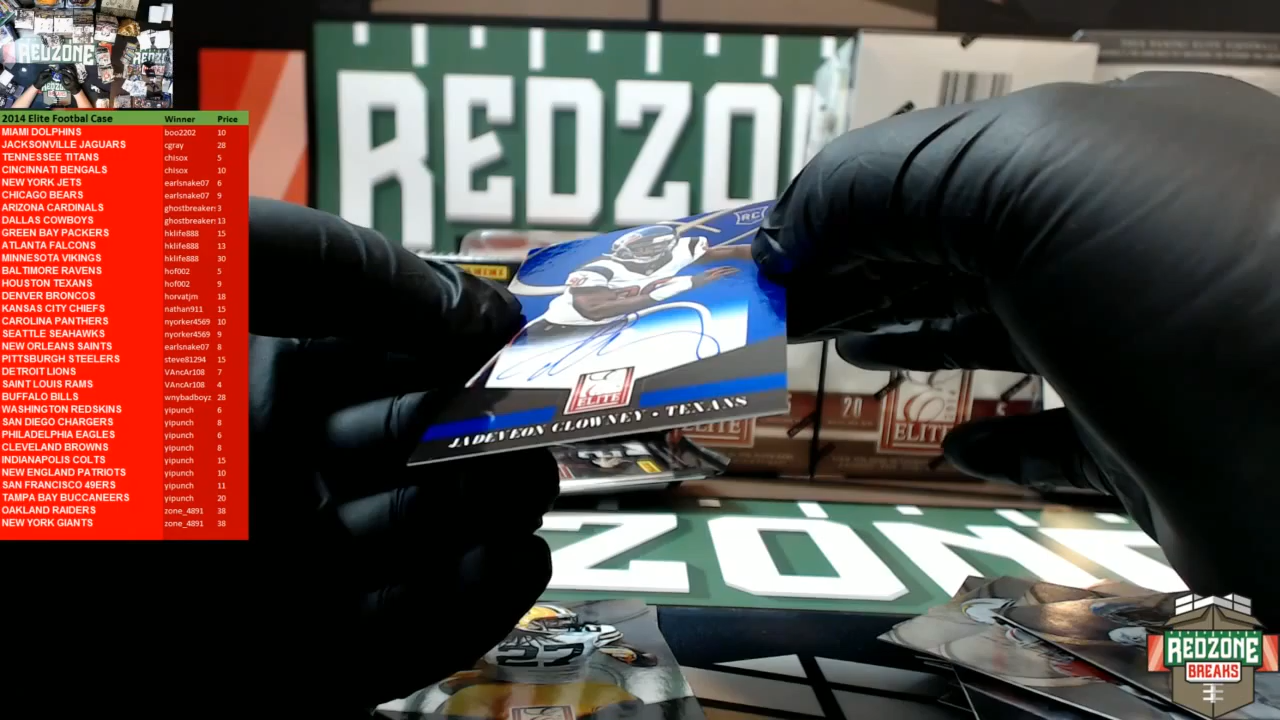 REDZONE
2014 Elite Footbal Case Winner Price
MIAMI DOLPHINS boo2202 10
JACKSONVILLE JAGUARS cgray 28
TENNESSEE TITANS chisox 5
CINCINNATI BENGALS chisox 10
NEW YORK JETS earlsnake07 6
CHICAGO BEARS earlsnake07 9
ARIZONA CARDINALS ghostbreaker 3
DALLAS COWBOYS ghostbreaker 13
GREEN BAY PACKERS hklife888 15
ATLANTA FALCONS hklife888 13
MINNESOTA VIKINGS hklife888 30
BALTIMORE RAVENS hof002 5
HOUSTON TEXANS hof002 9
DENVER BRONCOS horvatjm 18
KANSAS CITY CHIEFS nathan911 15
CAROLINA PANTHERS nyorker4569 10
SEATTLE SEAHAWKS nyorker4569 9
NEW ORLEANS SAINTS earlsnake07 8
PITTSBURGH STEELERS steve81294 15
DETROIT LIONS VAncAr108 7
SAINT LOUIS RAMS VAncAr108 4
BUFFALO BILLS wnybadboyz 28
WASHINGTON REDSKINS yipunch 6
SAN DIEGO CHARGERS yipunch 8
PHILADELPHIA EAGLES yipunch 6
CLEVELAND BROWNS yipunch 8
INDIANAPOLIS COLTS yipunch 15
NEW ENGLAND PATRIOTS yipunch 10
SAN FRANCISCO 49ERS yipunch 11
TAMPA BAY BUCCANEERS yipunch 20
OAKLAND RAIDERS zone_4891 38
NEW YORK GIANTS zone_4891 38
REDZO
RC
PANINI
90
ELITE
JADEVEON CLOWNEY • TEXANS
20
ELITE
ZONE
27
REDZONE
BREAKS